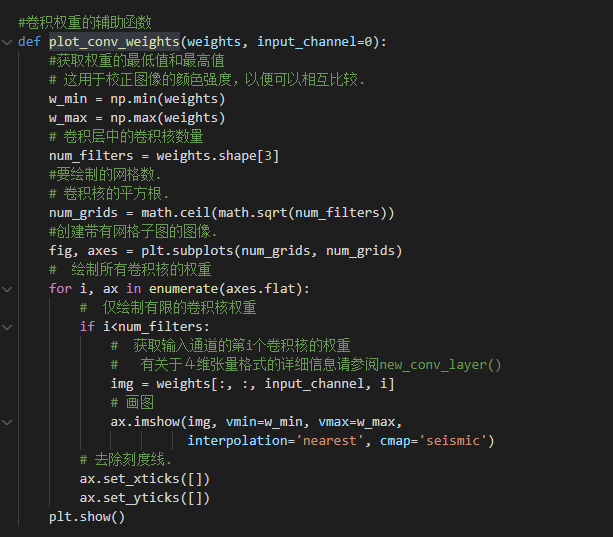 #卷积权重的辅助函数
def plot_conv_weights(weights, input_channel=0):
    #获取权重的最低值和最高值
    # 这用于校正图像的颜色强度，以便可以相互比较.
    w_min = np.min(weights)
    w_max = np.max(weights)
    # 卷积层中的卷积核数量
    num_filters = weights.shape[3]
    #要绘制的网格数.
    # 卷积核的平方根.
    num_grids = math.ceil(math.sqrt(num_filters))
    #创建带有网格子图的图像.
    fig, axes = plt.subplots(num_grids, num_grids)
    #  绘制所有卷积核的权重
    for i, ax in enumerate(axes.flat):
        #  仅绘制有限的卷积核权重
        if i<num_filters:
            #  获取输入通道的第i个卷积核的权重
            #   有关于４维张量格式的详细信息请参阅new_conv_layer()
            img = weights[:, :, input_channel, i]
            # 画图
            ax.imshow(img, vmin=w_min, vmax=w_max,
                      interpolation='nearest', cmap='seismic')
        # 去除刻度线.
        ax.set_xticks([])
        ax.set_yticks([])
    plt.show()